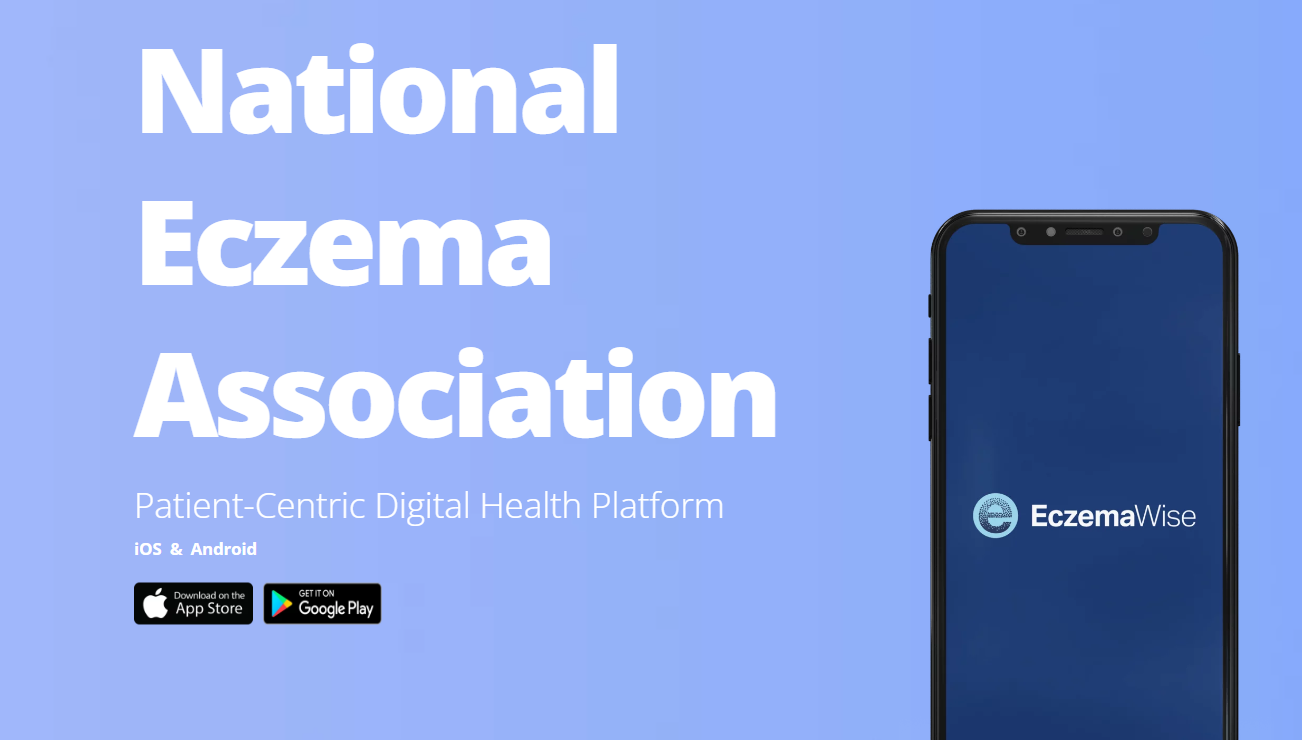 National
Eczema
Association
Patient-Centric Digital Health Platform
iOS & Android
Download on the
App Store
GET IT ON
Google Play
e EczemaWise